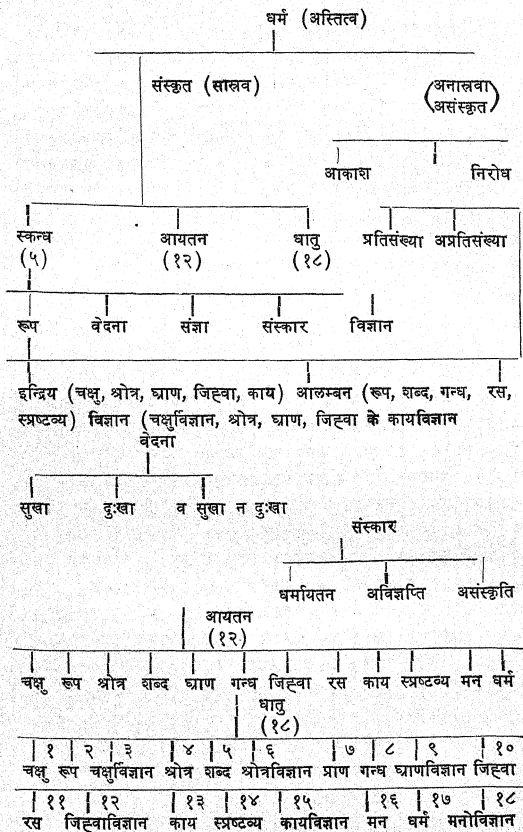 धर्म (अस्तित्व)
संस्कृत (सास्रव)
(अनास्रवा
असंस्कृत)
आकाश निरोध
स्कन्ध आयतन धातु प्रतिसंख्या अप्रतिसंख्या
(५) (१२) (१८)
रूप वेदना संज्ञा संस्कार विज्ञान
इन्द्रिय (चक्षु, श्रोत्र, घ्राण, जिह्वा, काय) आलम्बन (रूप, शब्द, गन्ध, रस,
स्प्रष्टव्य) विज्ञान (चक्षुर्विज्ञान, श्रोत्र, घ्राण, जिह्वा के कायविज्ञान
वेदना
सुखा दुःखा व सुखा न दुःखा
संस्कार
धर्मायतन अविज्ञप्ति असंस्कृति
आयतन
(१२)
चक्षु रूप श्रोत्र शब्द घ्राण गन्ध जिह्वा रस काय स्प्रष्टव्य मन धर्म
धातु
(१८)
१ २ ३ ४ ५ ६ ७ ८ ९ १०
चक्षु रूप चक्षुर्विज्ञान श्रोत्र शब्द श्रोत्रविज्ञान प्राण गन्ध घ्राणविज्ञान जिह्वा
११ १२ १३ १४ १५ १६ १७ १८
रस जिह्वाविज्ञान काय स्प्रष्टव्य कायविज्ञान मन धर्म मनोविज्ञान